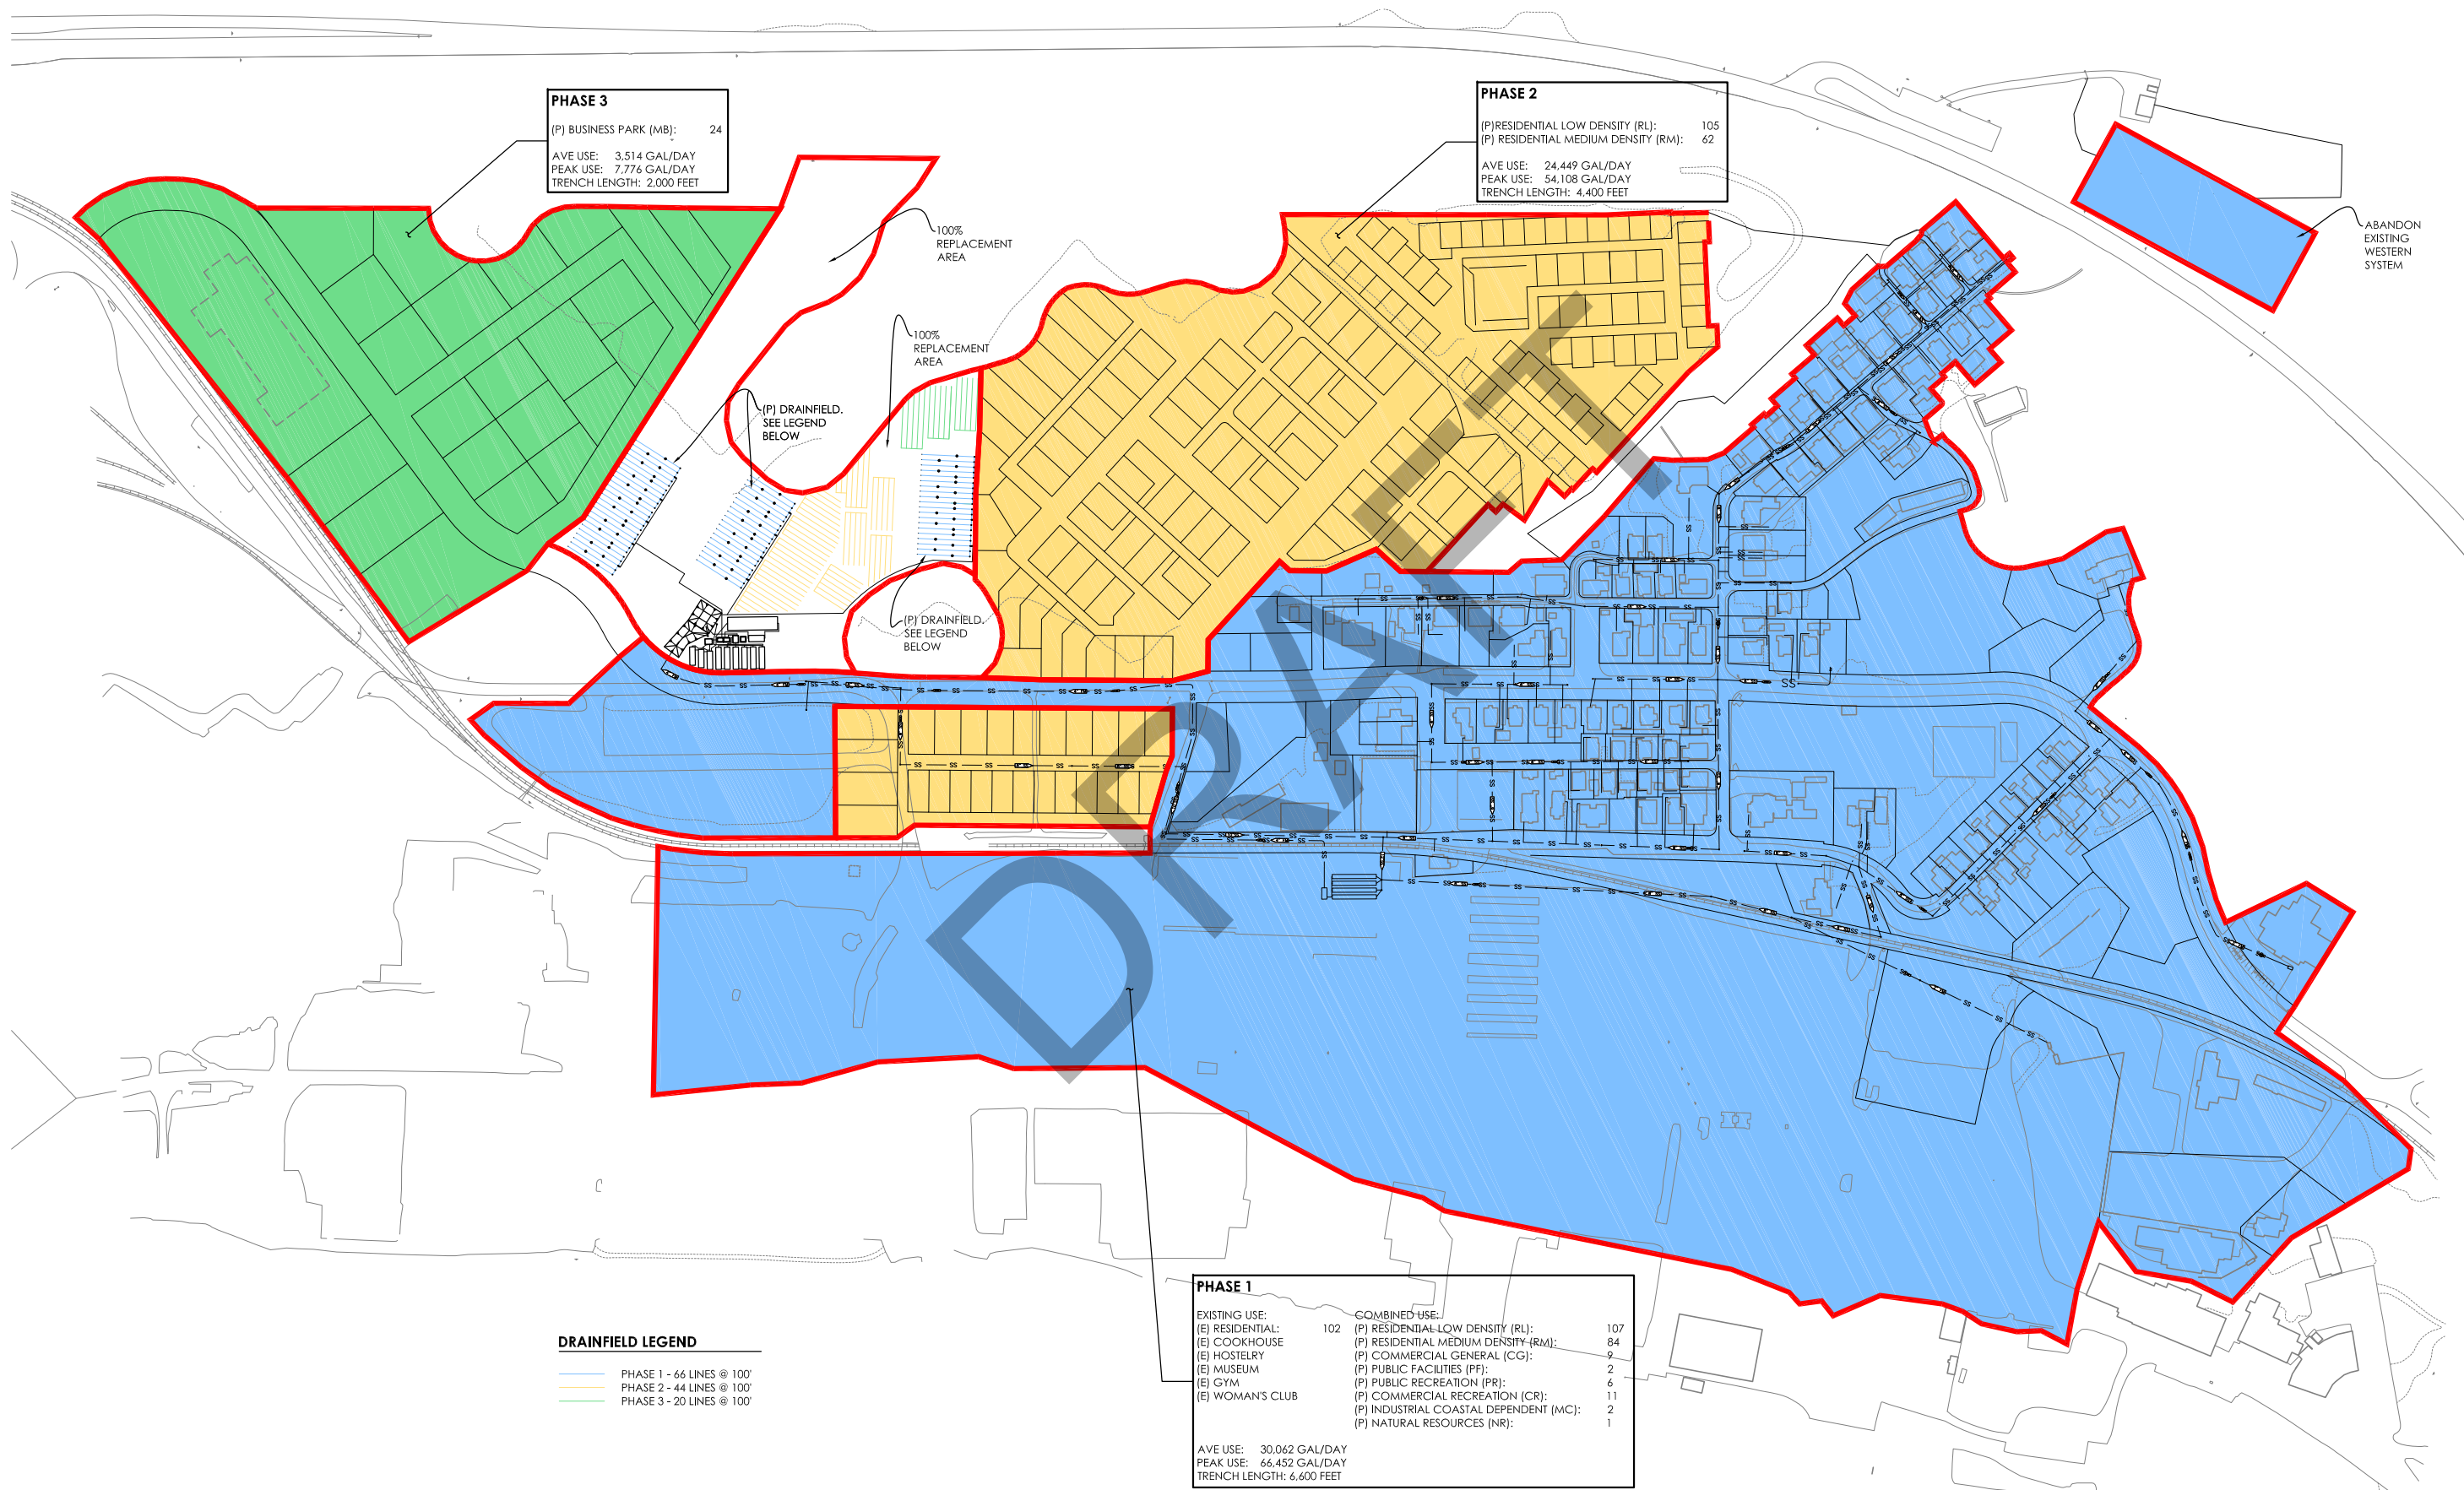 PHASE 3
(P) BUSINESS PARK (MB): 24
AVE USE: 3,514 GAL/DAY
PEAK USE: 7,776 GAL/DAY
TRENCH LENGTH: 2,000 FEET
PHASE 2
(P)RESIDENTIAL LOW DENSITY (RL): 105
(P) RESIDENTIAL MEDIUM DENSITY (RM): 62
AVE USE: 24,449 GAL/DAY
PEAK USE: 54,108 GAL/DAY
TRENCH LENGTH: 4,400 FEET
ABANDON
EXISTING
WESTERN
SYSTEM
100%
REPLACEMENT
AREA
100%
REPLACEMENT
AREA
(P) DRAINFIELD.
SEE LEGEND
BELOW
(P) DRAINFIELD.
SEE LEGEND
BELOW
DRAFT
PHASE 1
EXISTING USE: COMBINED USE:
(E) RESIDENTIAL: 102 (P) RESIDENTIAL LOW DENSITY (RL): 107
(E) COOKHOUSE (P) RESIDENTIAL MEDIUM DENSITY (RM): 84
(E) HOSTELRY (P) COMMERCIAL GENERAL (CG): 9
(E) MUSEUM (P) PUBLIC FACILITIES (PF): 2
(E) GYM (P) PUBLIC RECREATION (PR): 6
(E) WOMAN'S CLUB (P) COMMERCIAL RECREATION (CR): 11
(P) INDUSTRIAL COASTAL DEPENDENT (MC): 2
(P) NATURAL RESOURCES (NR): 1
AVE USE: 30,062 GAL/DAY
PEAK USE: 66,452 GAL/DAY
TRENCH LENGTH: 6,600 FEET
DRAINFIELD LEGEND
PHASE 1 - 66 LINES @ 100'
PHASE 2 - 44 LINES @ 100'
PHASE 3 - 20 LINES @ 100'